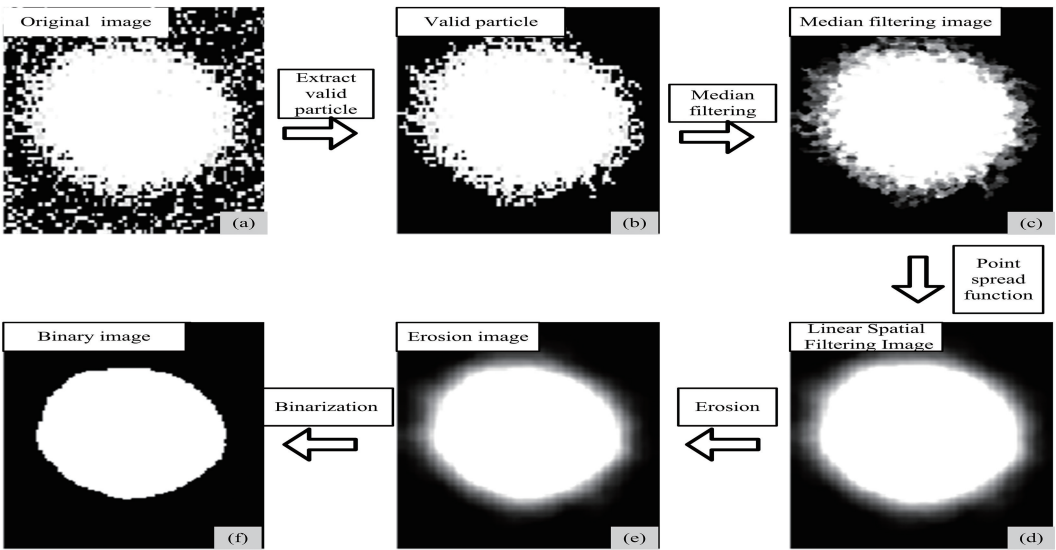 Original image
Extract
valid
particle
(a)
Valid particle
Median
filtering
(b)
Median filtering image
(c)
Point
spread
function
Linear Spatial
Filtering Image
(d)
Erosion
Erosion image
(e)
Binarization
Binary image
(f)